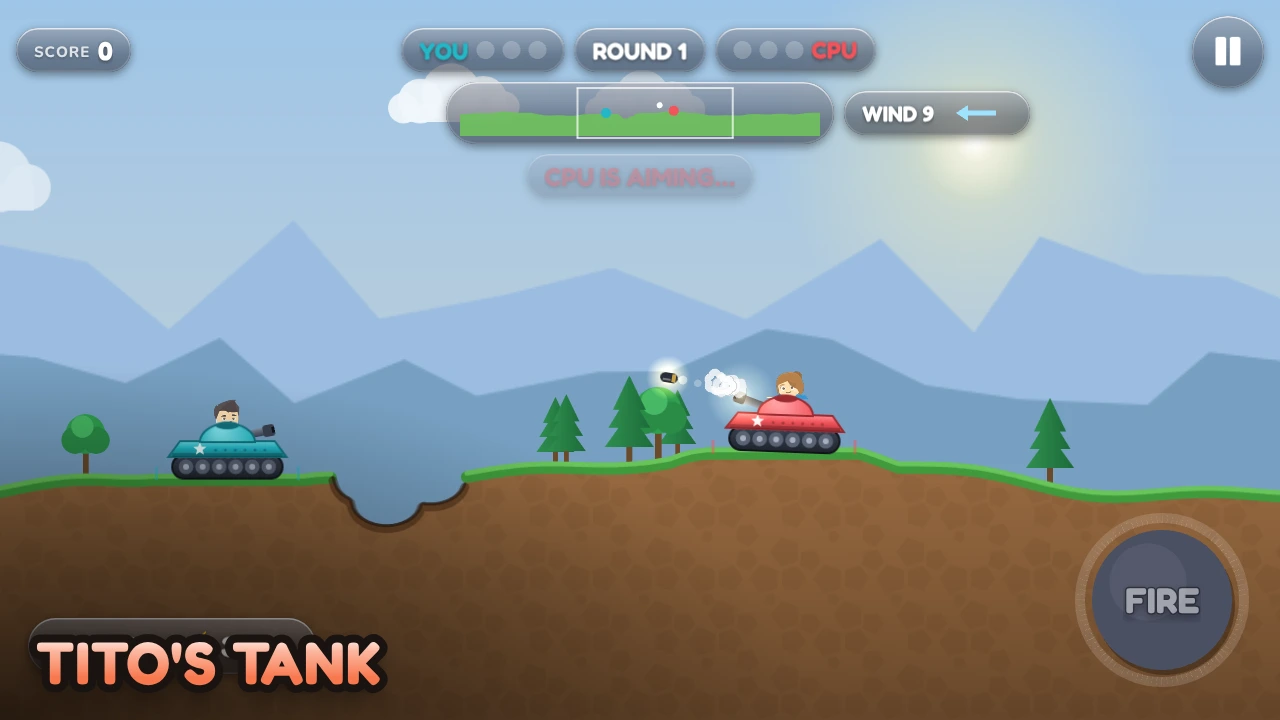 SCORE 0
YOU
ROUND 1
CPU
WIND 9
CPU IS AIMING...
FIRE
TITO'S TANK